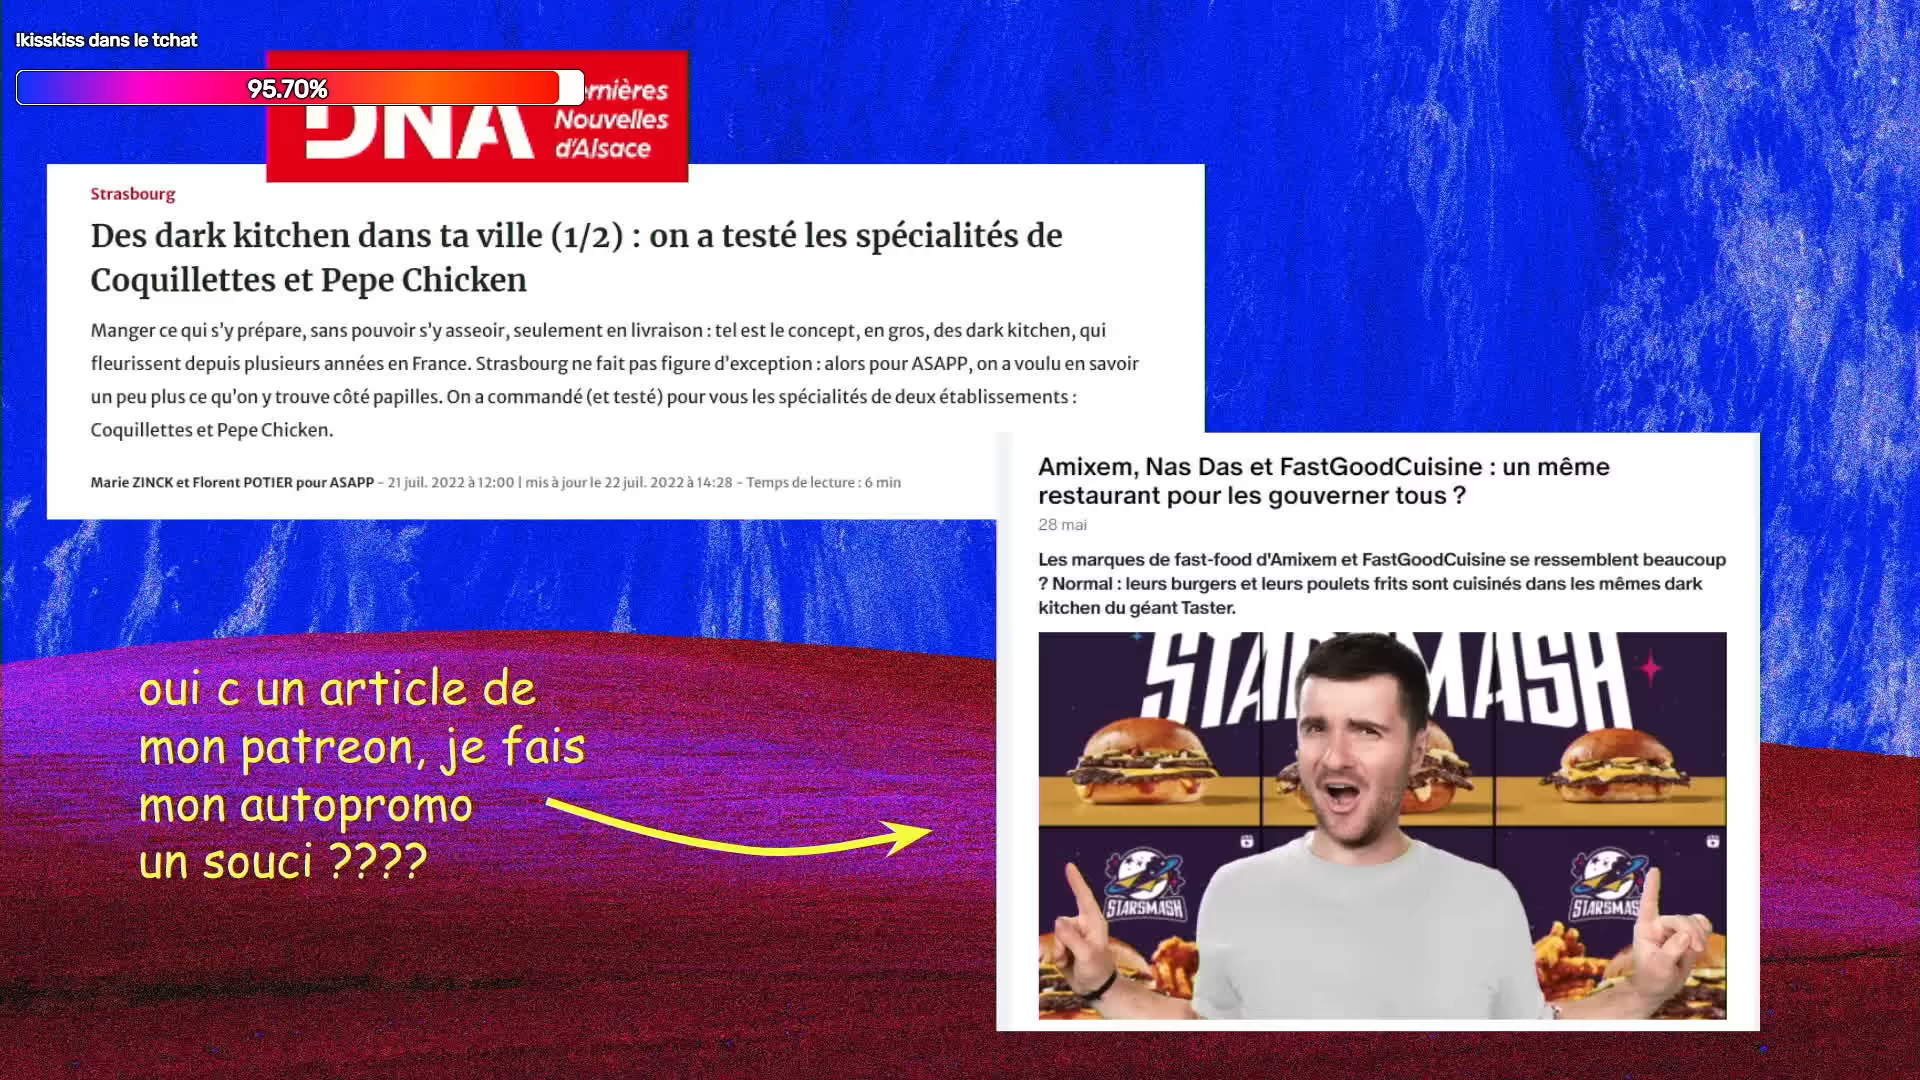 !kisskiss dans le tchat
95.70%
DNA
ernières
Nouvelles
d'Alsace
Strasbourg
Des dark kitchen dans ta ville (1/2) : on a testé les spécialités de
Coquillettes et Pepe Chicken
Manger ce qui s'y prépare, sans pouvoir s'y asseoir, seulement en livraison : tel est le concept, en gros, des dark kitchen, qui
fleurissent depuis plusieurs années en France. Strasbourg ne fait pas figure d'exception : alors pour ASAPP, on a voulu en savoir
un peu plus ce qu'on y trouve côté papilles. On a commandé (et testé) pour vous les spécialités de deux établissements :
Coquillettes et Pepe Chicken.
Marie ZINCK et Florent POTIER pour ASAPP - 21 juil. 2022 à 12:00 | mis à jour le 22 juil. 2022 à 14:28 - Temps de lecture : 6 min
Amixem, Nas Das et FastGoodCuisine : un même
restaurant pour les gouverner tous ?
28 mai
Les marques de fast-food d'Amixem et FastGoodCuisine se ressemblent beaucoup
? Normal : leurs burgers et leurs poulets frits sont cuisinés dans les mêmes dark
kitchen du géant Taster.
STARSMASH
STARSMASH
STARSMAS
oui c un article de
mon patreon, je fais
mon autopromo
un souci ????